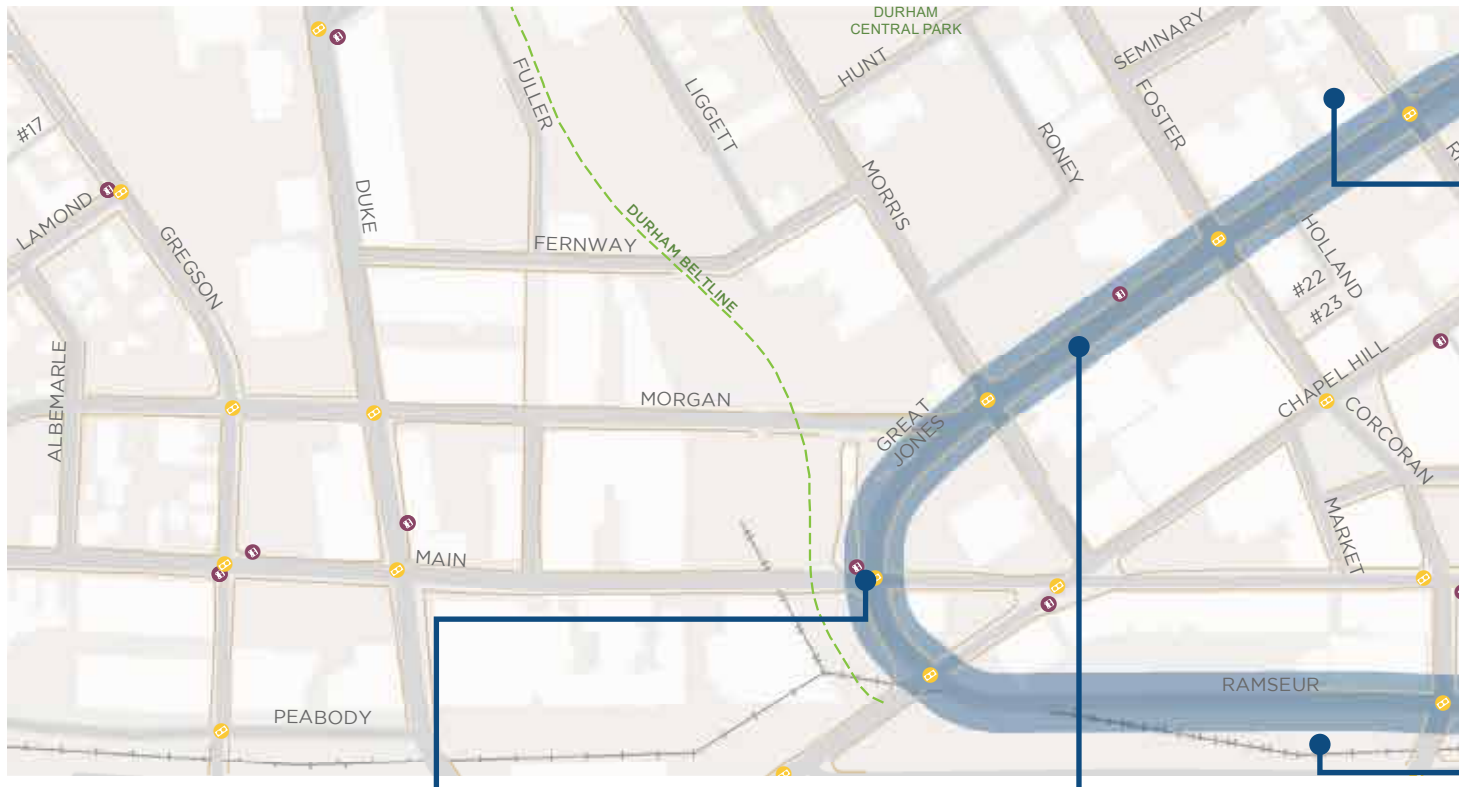 DURHAM
CENTRAL PARK
SEMINARY
HUNT
FULLER
LIGGETT
FOSTER
#17
RONEY
MORRIS
DUKE
LAMOND
GREGSON
FERNWAY
DURHAM BELTLINE
HOLLAND
#22
#23
ALBEMARLE
MORGAN
GREAT
JONES
CHAPEL HILL
CORCORAN
MARKET
MAIN
RAMSEUR
PEABODY